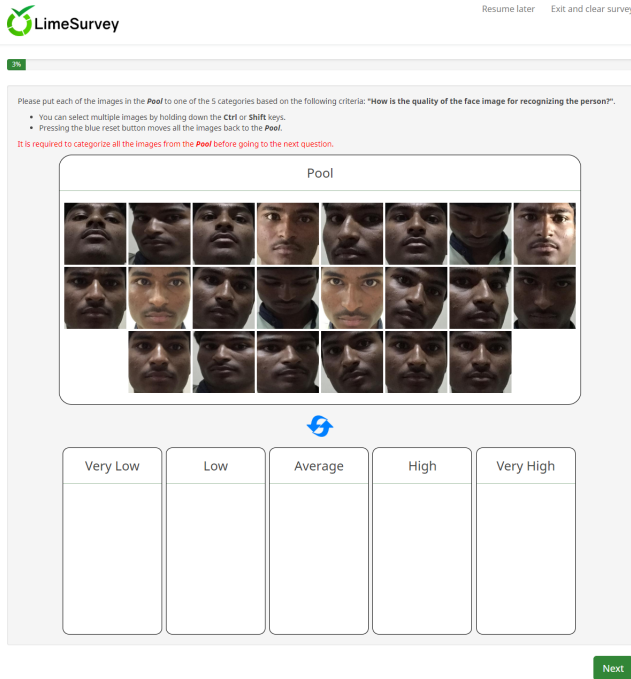 LimeSurvey
Resume later Exit and clear survey
3%
Please put each of the images in the Pool to one of the 5 categories based on the following criteria: "How is the quality of the face image for recognizing the person?".
You can select multiple images by holding down the Ctrl or Shift keys.
Pressing the blue reset button moves all the images back to the Pool.
It is required to categorize all the images from the Pool before going to the next question.
Pool
Very Low Low Average High Very High
Next